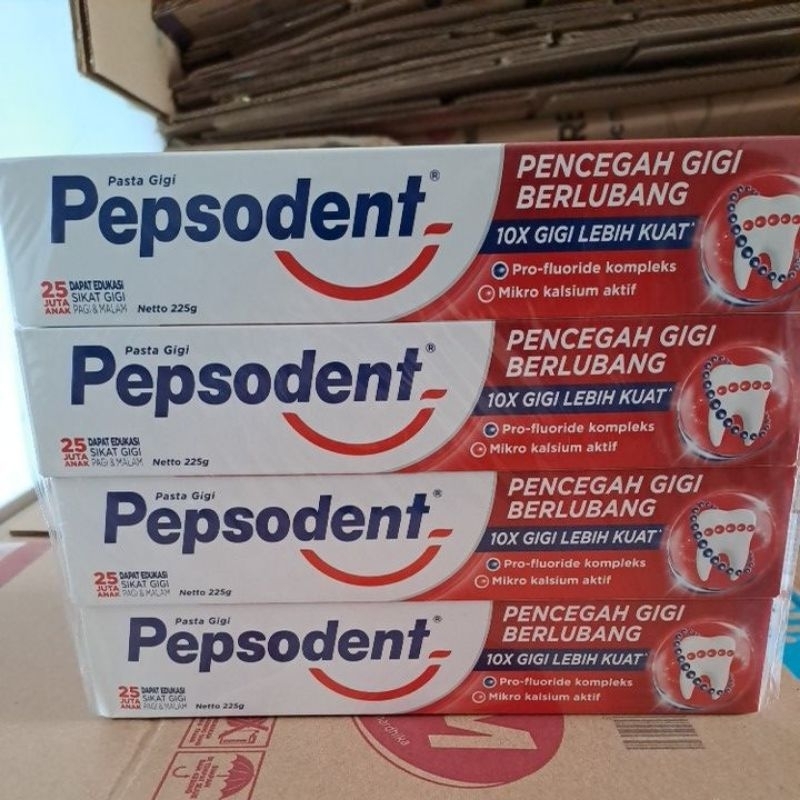 Pasta Gigi
Pepsodent®
25 JUTA ANAK
DAPAT EDUKASI
SIKAT GIGI
PAGI & MALAM
Netto 225g
PENCEGAH GIGI
BERLUBANG
10X GIGI LEBIH KUAT^
Pro-fluoride kompleks
Mikro kalsium aktif
Pasta Gigi
Pepsodent®
25 JUTA ANAK
DAPAT EDUKASI
SIKAT GIGI
PAGI & MALAM
Netto 225g
PENCEGAH GIGI
BERLUBANG
10X GIGI LEBIH KUAT^
Pro-fluoride kompleks
Mikro kalsium aktif
Pasta Gigi
Pepsodent®
25 JUTA ANAK
DAPAT EDUKASI
SIKAT GIGI
PAGI & MALAM
Netto 225g
PENCEGAH GIGI
BERLUBANG
10X GIGI LEBIH KUAT^
Pro-fluoride kompleks
Mikro kalsium aktif
Pasta Gigi
Pepsodent®
25 JUTA ANAK
DAPAT EDUKASI
SIKAT GIGI
PAGI & MALAM
Netto 225g
PENCEGAH GIGI
BERLUBANG
10X GIGI LEBIH KUAT^
Pro-fluoride kompleks
Mikro kalsium aktif